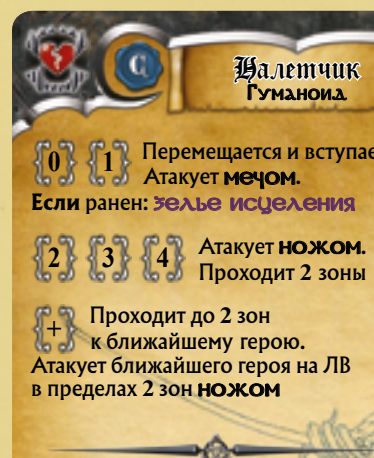 С
Налетчик
Гуманоид
{0} {1} Перемещается и вступае
Атакует мечом.
Если ранен: зелье исцеления
{2} {3} {4} Атакует ножом.
Проходит 2 зоны
{+} Проходит до 2 зон
к ближайшему герою.
Атакует ближайшего героя на ЛВ
в пределах 2 зон ножом